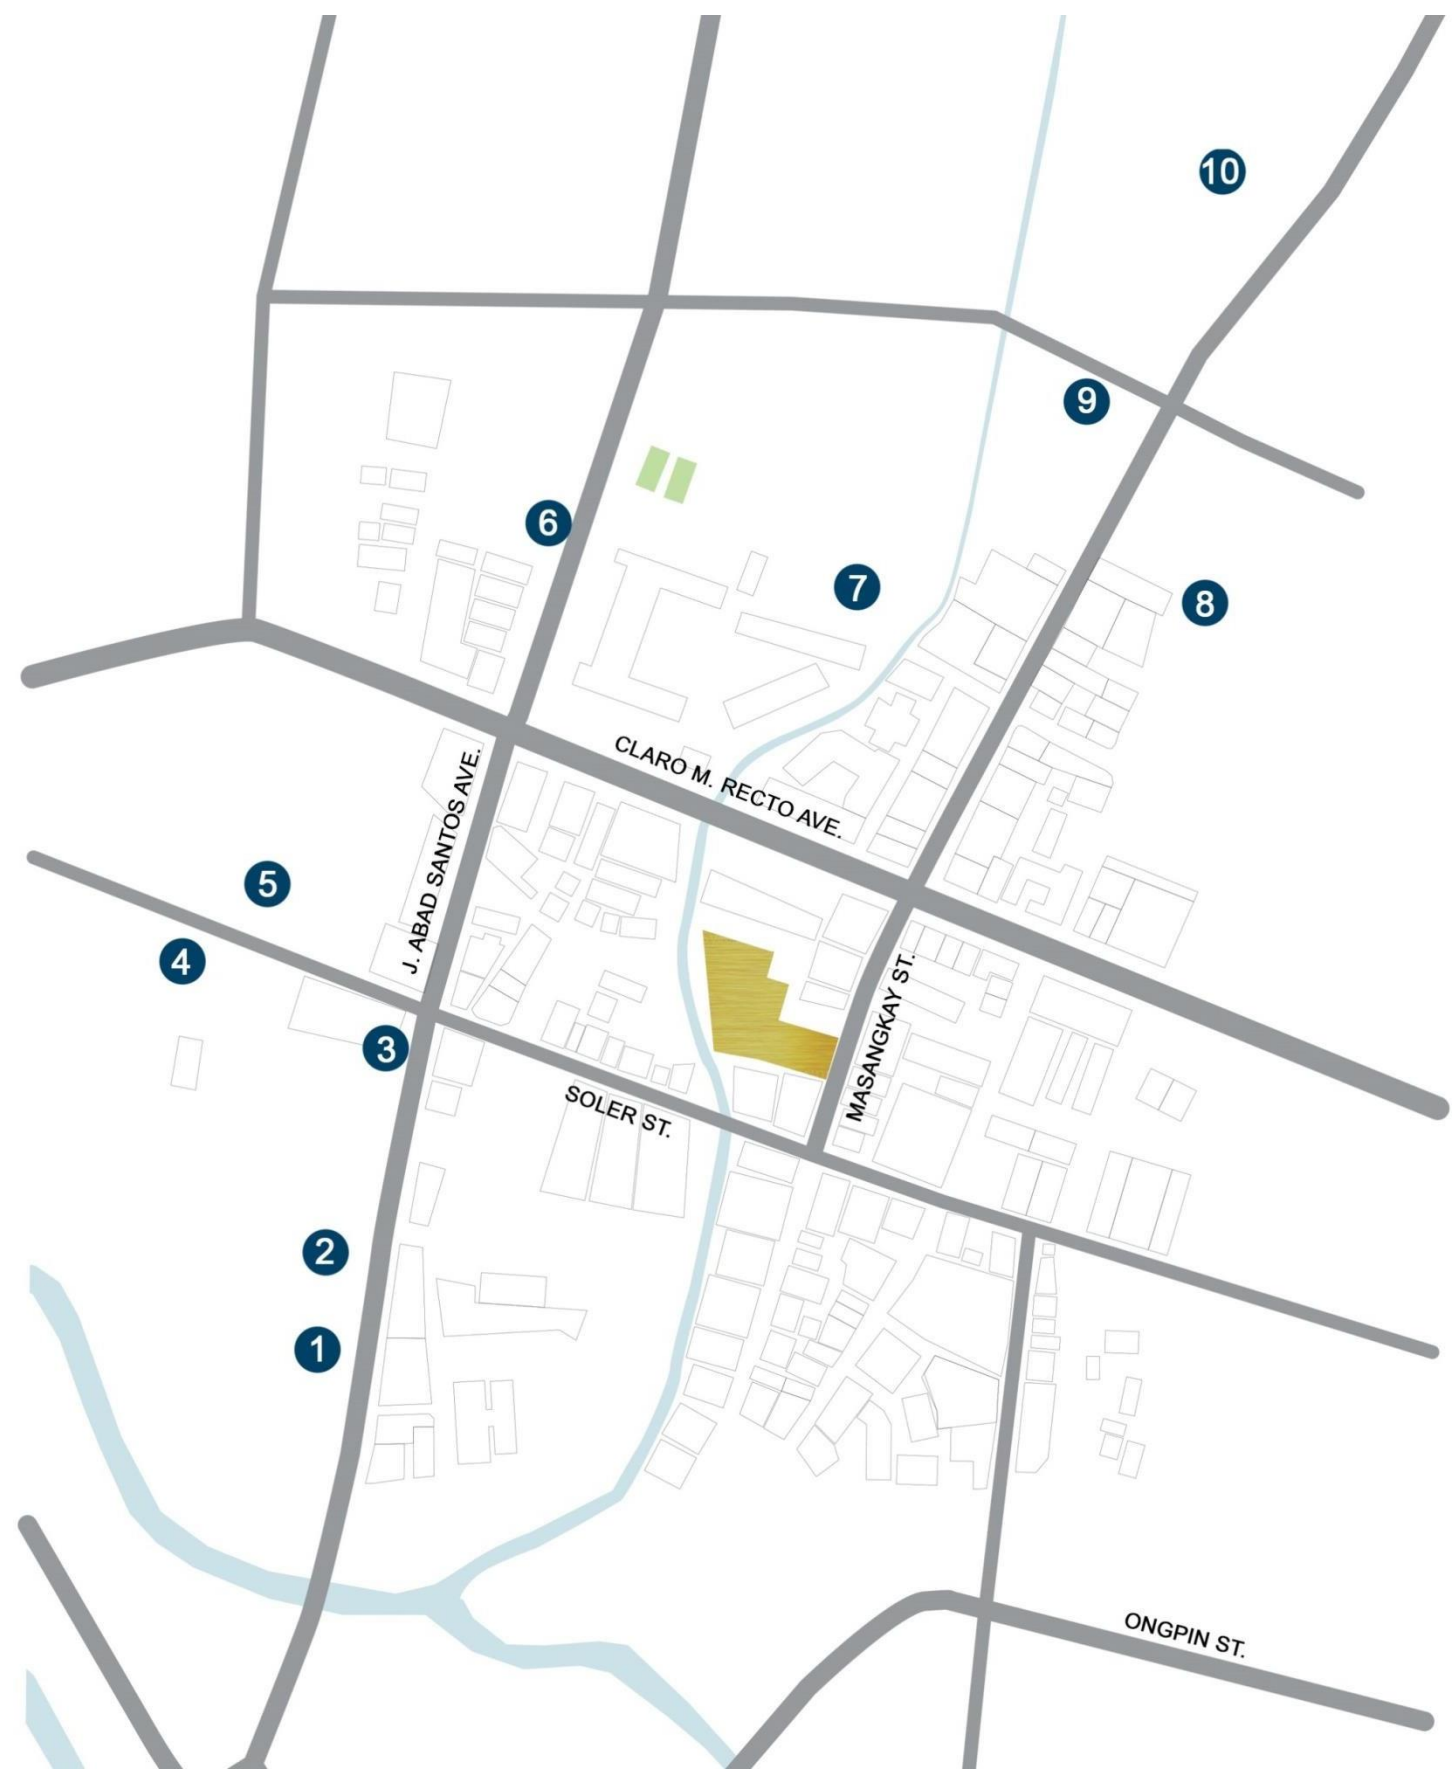 10
9
6
7
8
CLARO M. RECTO AVE.
J. ABAD SANTOS AVE.
5
4
3
MASANGKAY ST.
SOLER ST.
2
1
ONGPIN ST.